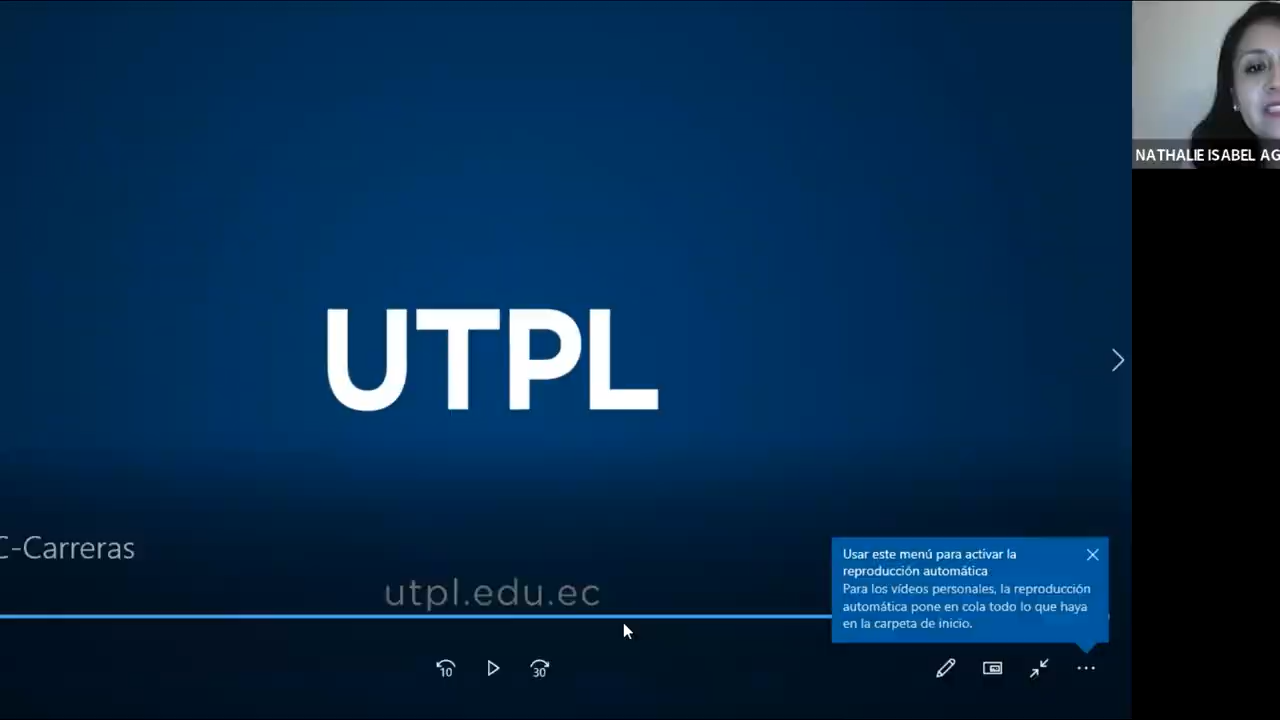 NATHALIE ISABEL AG
UTPL
C-Carreras
utpl.edu.ec
Usar este menú para activar la
reproducción automática
Para los vídeos personales, la reproducción
automática pone en cola todo lo que haya
en la carpeta de inicio.
10
30